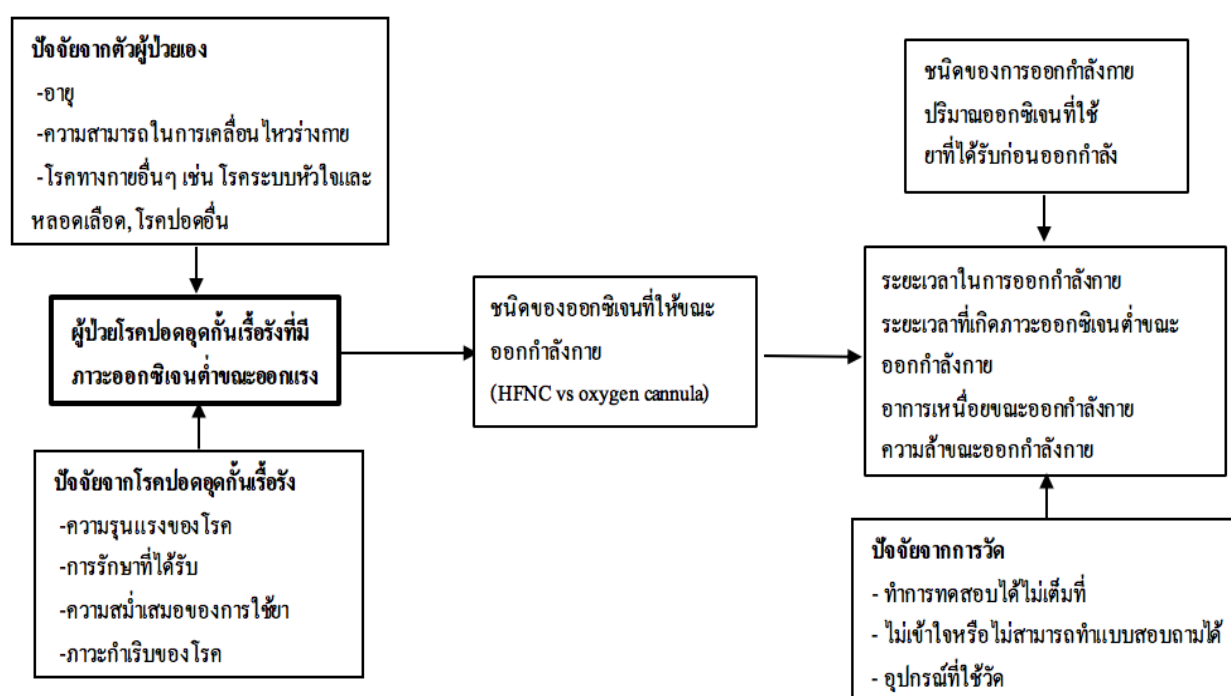 ปัจจัยจากตัวผู้ป่วยเอง
-อายุ
-ความสามารถในการเคลื่อนไหวร่างกาย
-โรคทางกายอื่นๆ เช่น โรคระบบหัวใจและ
หลอดเลือด, โรคปอดอื่น
ชนิดของการออกกำลังกาย
ปริมาณออกซิเจนที่ใช้
ยาที่ได้รับก่อนออกกำลัง
ผู้ป่วยโรคปอดอุดกั้นเรื้อรังที่มี
ภาวะออกซิเจนต่ำขณะออกแรง
ชนิดของออกซิเจนที่ให้ขณะ
ออกกำลังกาย
(HFNC vs oxygen cannula)
ระยะเวลาในการออกกำลังกาย
ระยะเวลาที่เกิดภาวะออกซิเจนต่ำขณะ
ออกกำลังกาย
อาการเหนื่อยขณะออกกำลังกาย
ความล้าขณะออกกำลังกาย
ปัจจัยจากโรคปอดอุดกั้นเรื้อรัง
-ความรุนแรงของโรค
-การรักษาที่ได้รับ
-ความสม่ำเสมอของการใช้ยา
-ภาวะกำเริบของโรค
ปัจจัยจากการวัด
- ทำการทดสอบได้ไม่เต็มที่
- ไม่เข้าใจหรือไม่สามารถทำแบบสอบถามได้
- อุปกรณ์ที่ใช้วัด